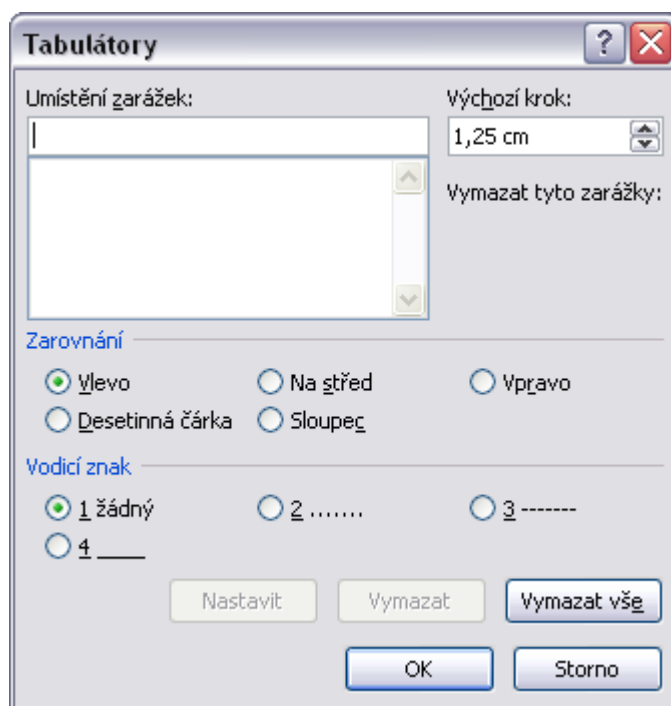 Tabulátory
Umístění zarážek: Výchozí krok:
1,25 cm
Vymazat tyto zarážky:
Zarovnání
Vlevo Na střed Vpravo
Desetinná čárka Sloupec
Vodicí znak
1 žádný 2 ....... 3 -------
4 ____
Nastavit Vymazat Vymazat vše
OK Storno